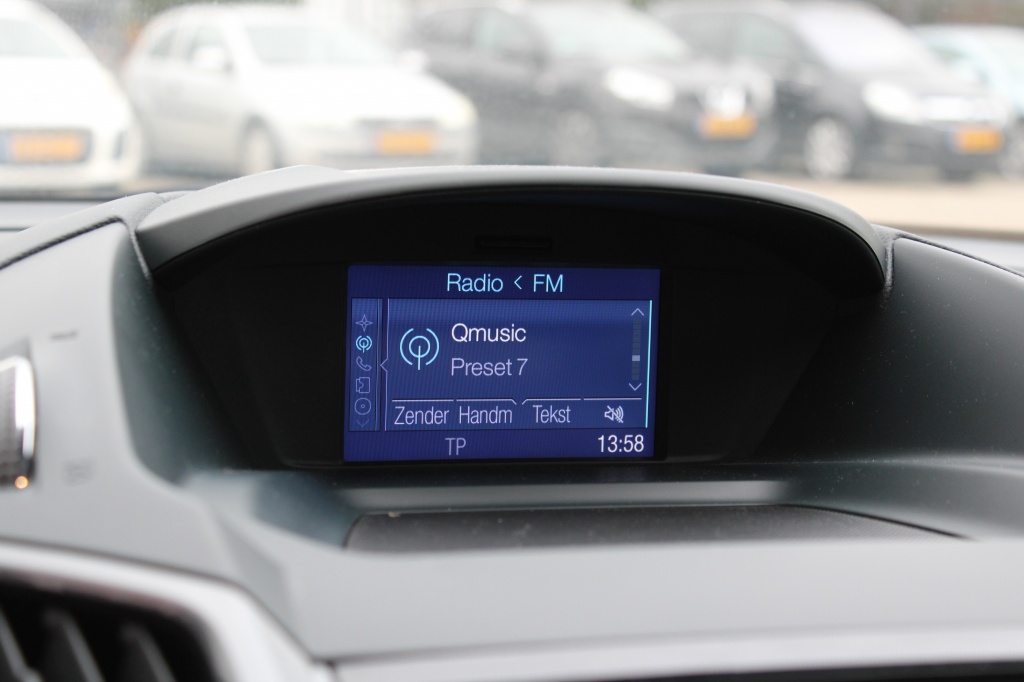 Radio < FM
Qmusic
Preset 7
Zender Handm Tekst
TP 13:58